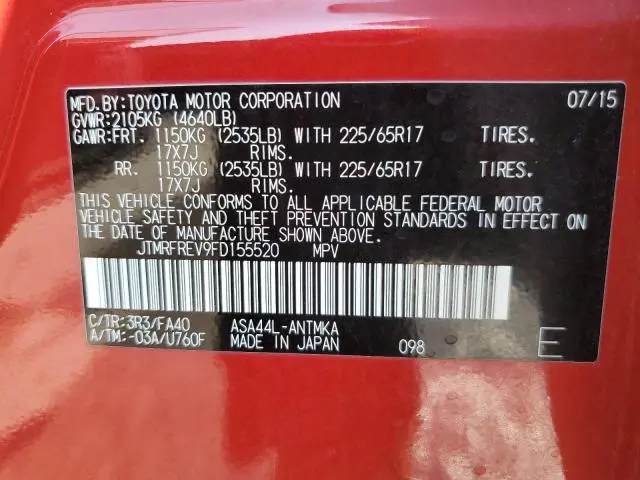 MFD.BY:TOYOTA MOTOR CORPORATION 07/15
GVWR:2105KG (4640LB)
GAWR:FRT. 1150KG (2535LB) WITH 225/65R17 TIRES.
17X7J RIMS.
RR. 1150KG (2535LB) WITH 225/65R17 TIRES.
17X7J RIMS.
THIS VEHICLE CONFORMS TO ALL APPLICABLE FEDERAL MOTOR
VEHICLE SAFETY AND THEFT PREVENTION STANDARDS IN EFFECT ON
THE DATE OF MANUFACTURE SHOWN ABOVE.
JTMRFREV9FD155520 MPV
C/TR:3R3/FA40 ASA44L-ANTMKA
A/TM:-03A/U760F MADE IN JAPAN 098 E